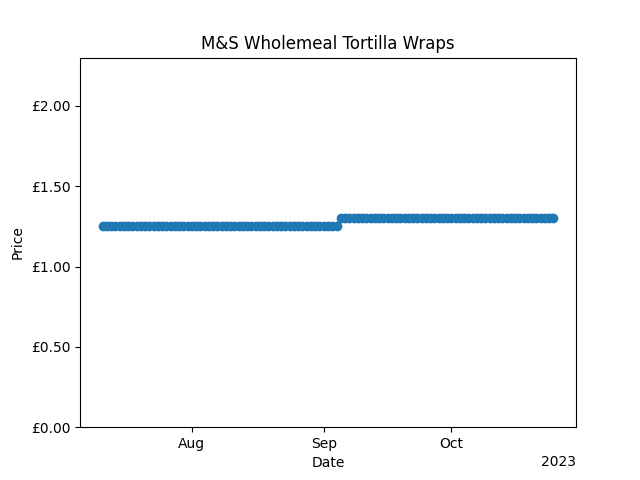 M&S Wholemeal Tortilla Wraps
£2.00
£1.50
£1.00
£0.50
£0.00
Price
Aug Sep Oct
Date
2023